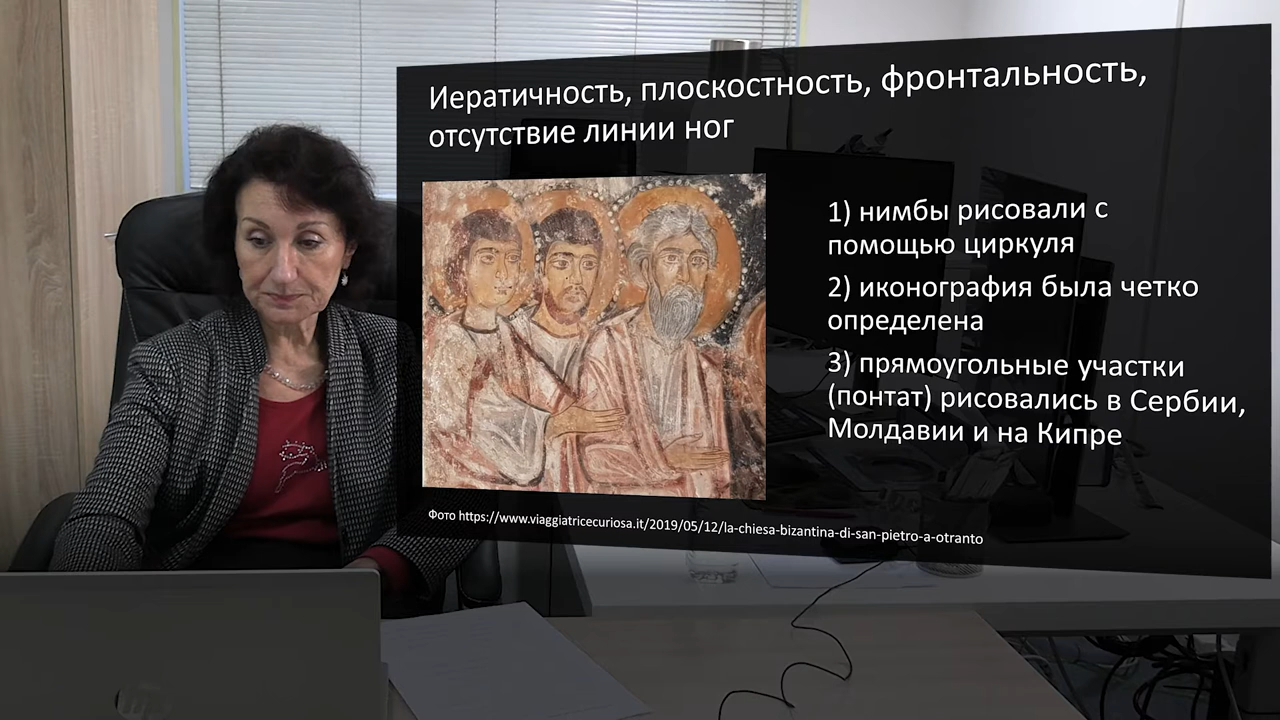 Иератичность, плоскостность, фронтальность,
отсутствие линии ног
1) нимбы рисовали с
помощью циркуля
2) иконография была четко
определена
3) прямоугольные участки
(понтат) рисовались в Сербии,
Молдавии и на Кипре
Фото https://www.viaggiatricecuriosa.it/2019/05/12/la-chiesa-bizantina-di-san-pietro-a-otranto